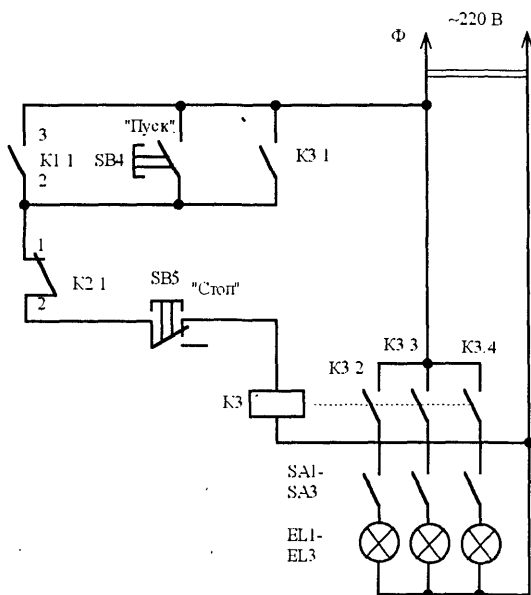 ~220 В
Ф
"Пуск"
3
К1 1
SB4
К3 1
2
1
К2 1
SB5
"Стоп"
2
К3 3
К3 2
К3.4
К3
SA1-
SA3
EL1-
EL3